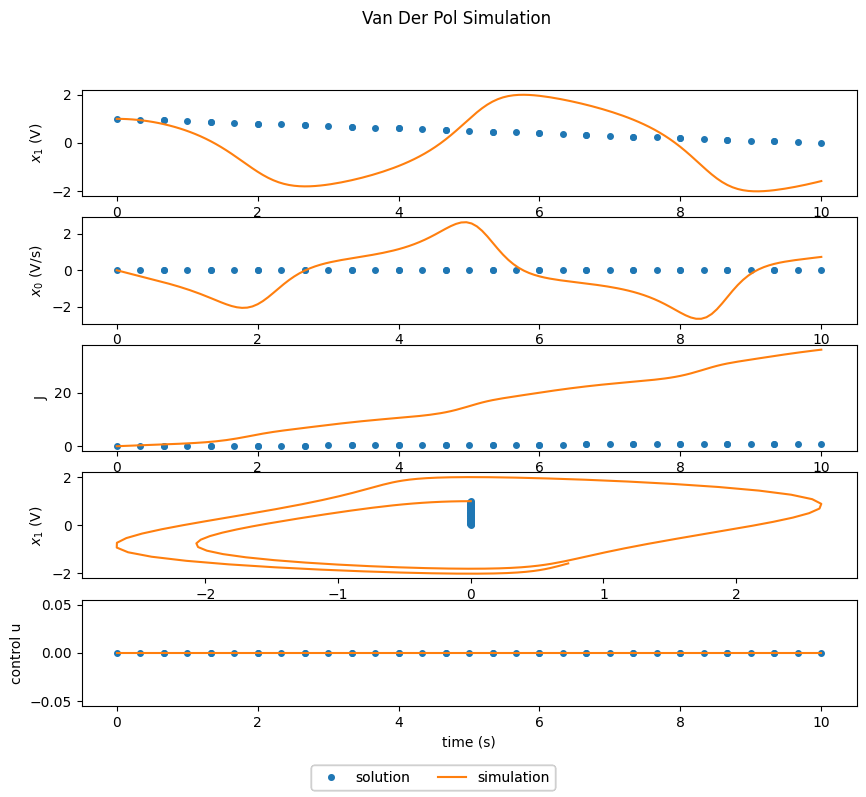 Van Der Pol Simulation
2
0
−2
x₁ (V)
0 2 4 6 8 10
2
0
−2
x₀ (V/s)
0 2 4 6 8 10
20
0
J
0 2 4 6 8 10
2
0
−2
x₁ (V)
−2 −1 0 1 2
0.05
0.00
−0.05
control u
0 2 4 6 8 10
time (s)
solution simulation